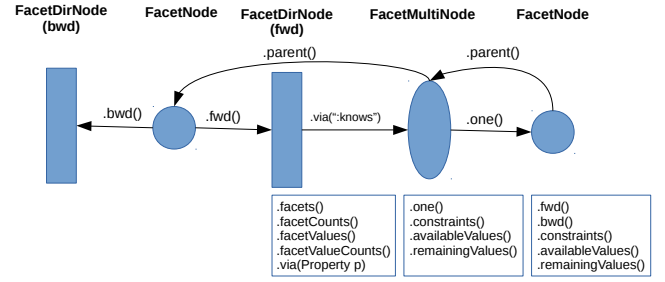 FacetDirNode
(bwd)
FacetNode
FacetDirNode
(fwd)
FacetMultiNode
FacetNode
.parent()
.parent()
.bwd()
.fwd()
.via(“:knows”)
.one()
.facets()
.facetCounts()
.facetValues()
.facetValueCounts()
.via(Property p)
.one()
.constraints()
.availableValues()
.remainingValues()
.fwd()
.bwd()
.constraints()
.availableValues()
.remainingValues()